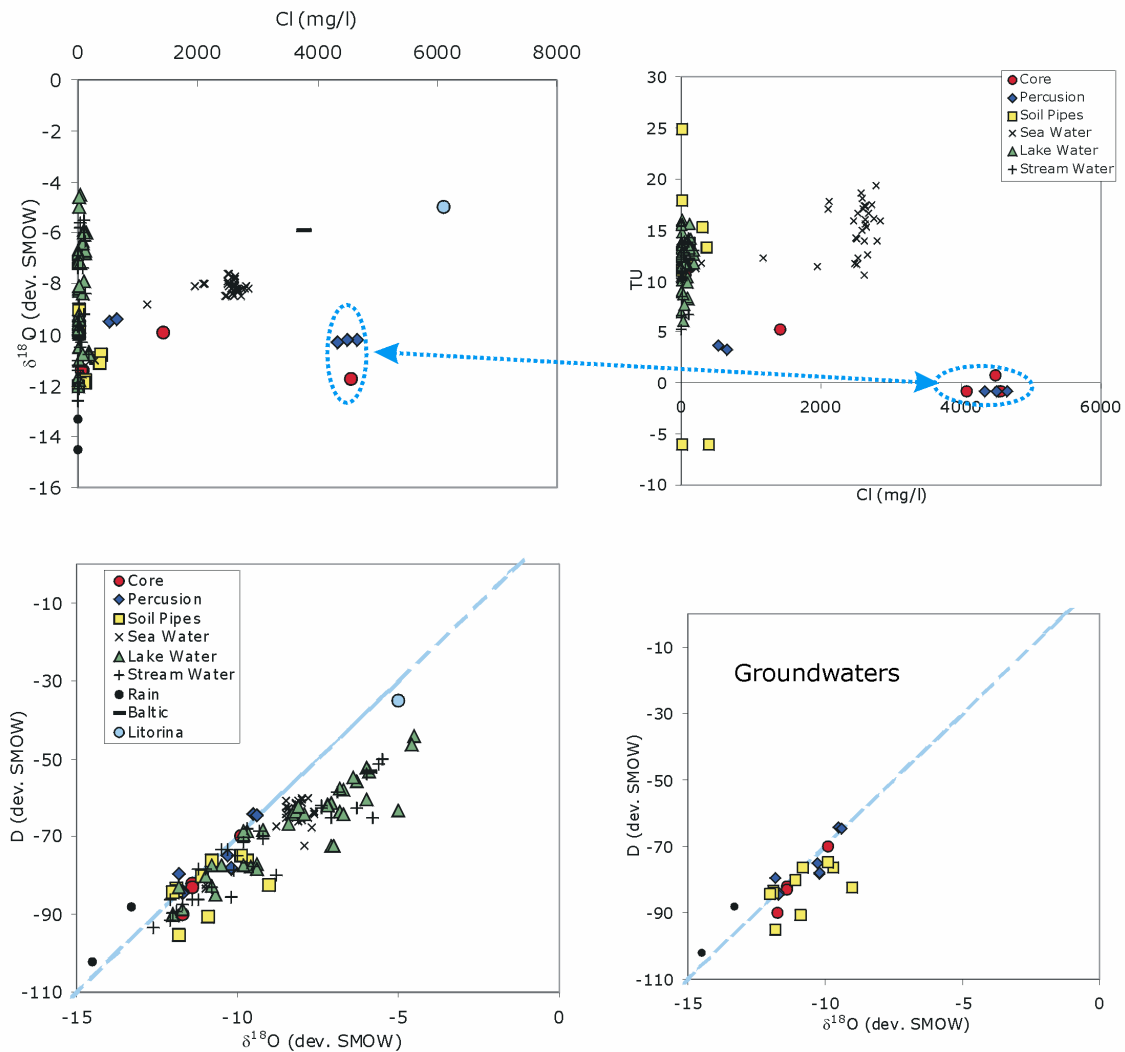 Cl (mg/l)
0 2000 4000 6000 8000
0
-2
-4
-6
-8
-10
-12
-14
-16
δ18O (dev. SMOW)
30
25
20
15
10
5
0
-5
-10
TU
0 2000 4000 6000
Cl (mg/l)
Core
Percusion
Soil Pipes
Sea Water
Lake Water
Stream Water
-10
-30
-50
-70
-90
-110
D (dev. SMOW)
Core
Percusion
Soil Pipes
Sea Water
Lake Water
Stream Water
Rain
Baltic
Litorina
-15 -10 -5 0
δ18O (dev. SMOW)
Groundwaters
-10
-30
-50
-70
-90
-110
D (dev. SMOW)
-15 -10 -5 0
δ18O (dev. SMOW)